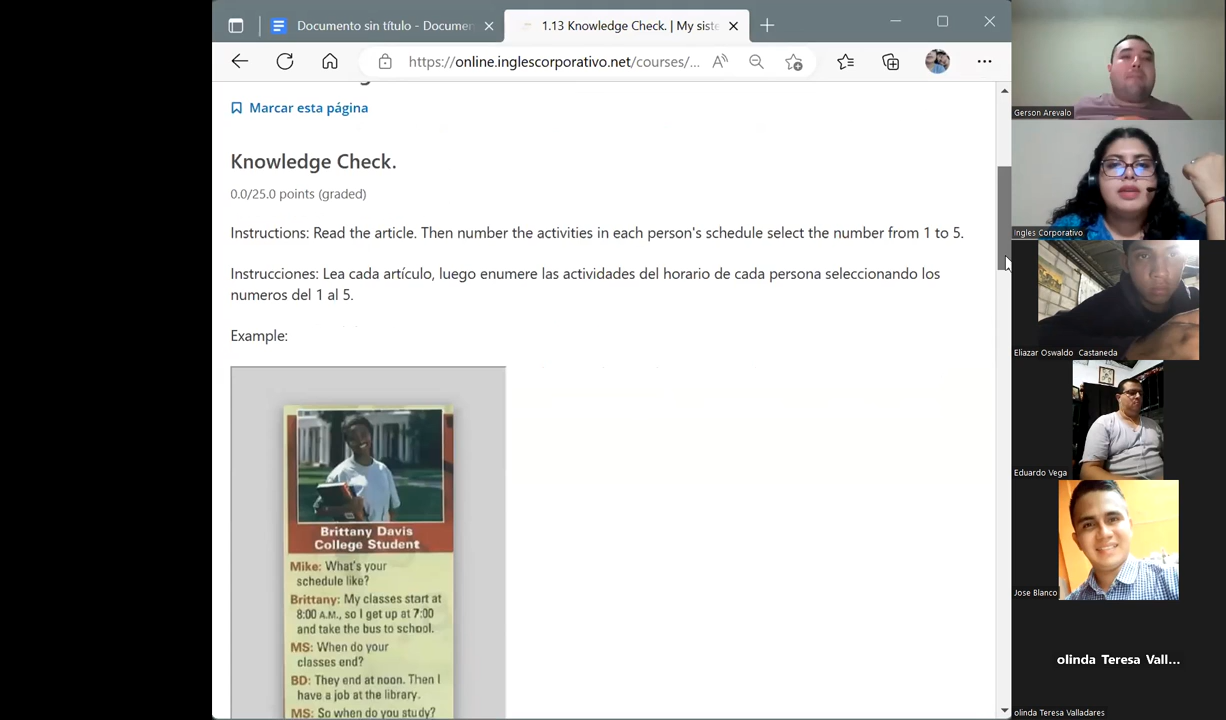 Documento sin título - Documen
1.13 Knowledge Check. | My siste
https://online.inglescorporativo.net/courses/...
Marcar esta página
Knowledge Check.
0.0/25.0 points (graded)
Instructions: Read the article. Then number the activities in each person's schedule select the number from 1 to 5.
Instrucciones: Lea cada artículo, luego enumere las actividades del horario de cada persona seleccionando los
numeros del 1 al 5.
Example:
Brittany Davis
College Student
Mike: What's your
schedule like?
Brittany: My classes start at
8:00 A.M., so I get up at 7:00
and take the bus to school.
MS: When do your
classes end?
BD: They end at noon. Then I
have a job at the library.
MS: So when do you study?
Gerson Arevalo
Ingles Corporativo
Eliazar Oswaldo Castaneda
Eduardo Vega
Jose Blanco
olinda Teresa Vall...
olinda Teresa Valladares